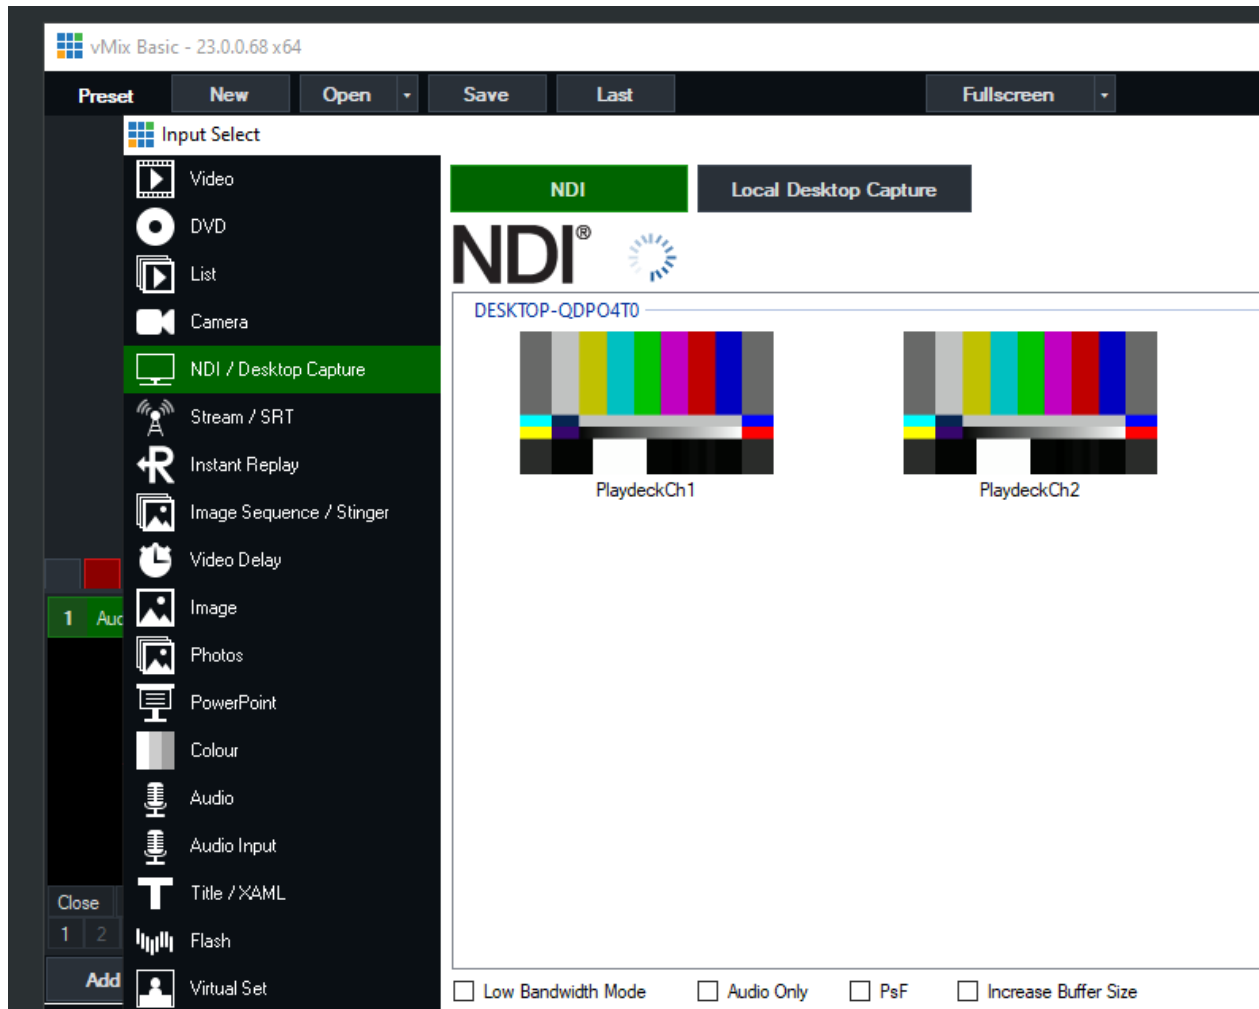 vMix Basic - 23.0.0.68 x64
Preset New Open Save Last Fullscreen
Input Select
Video
DVD
List
Camera
NDI / Desktop Capture
Stream / SRT
Instant Replay
Image Sequence / Stinger
Video Delay
Image
Photos
PowerPoint
Colour
Audio
Audio Input
Title / XAML
Flash
Virtual Set
NDI Local Desktop Capture
NDI®
DESKTOP-QDPO4T0
PlaydeckCh1 PlaydeckCh2
Low Bandwidth Mode Audio Only PsF Increase Buffer Size
1 Aud
Close
1 2
Add